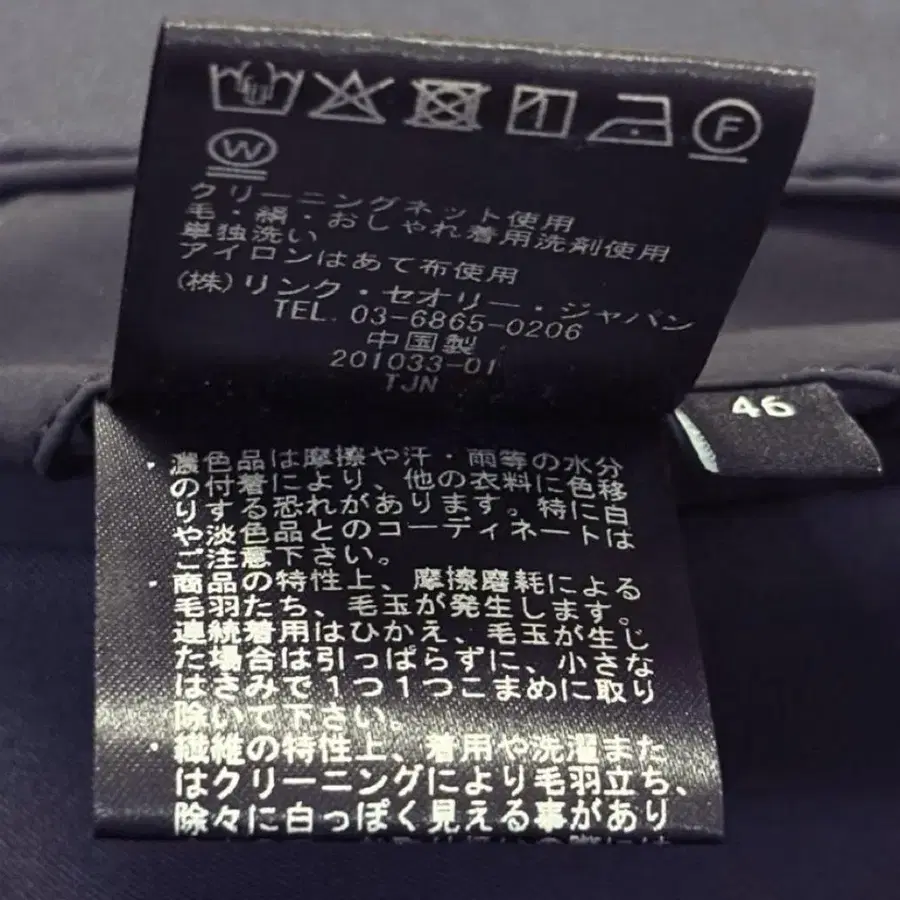 F
W
クリーニングネット使用
毛・絹・おしゃれ着用洗剤使用
単独洗い
アイロンはあて布使用
(株)リンク・セオリー・ジャパン
TEL. 03-6865-0206
中国製
201033-01
TJN
46
・濃色品は摩擦や汗・雨等の水分
の付着により、他の衣料に色移
りする恐れがあります。特に白
や淡色品とのコーディネートは
ご注意下さい。
・商品の特性上、摩擦磨耗による
毛羽たち、毛玉が発生します。
連続着用はひかえ、毛玉が生じ
た場合は引っぱらずに、小さな
はさみで1つ1つこまめに取り
除いて下さい。
・繊維の特性上、着用や洗濯また
はクリーニングにより毛羽立ち、
除々に白っぽく見える事があり